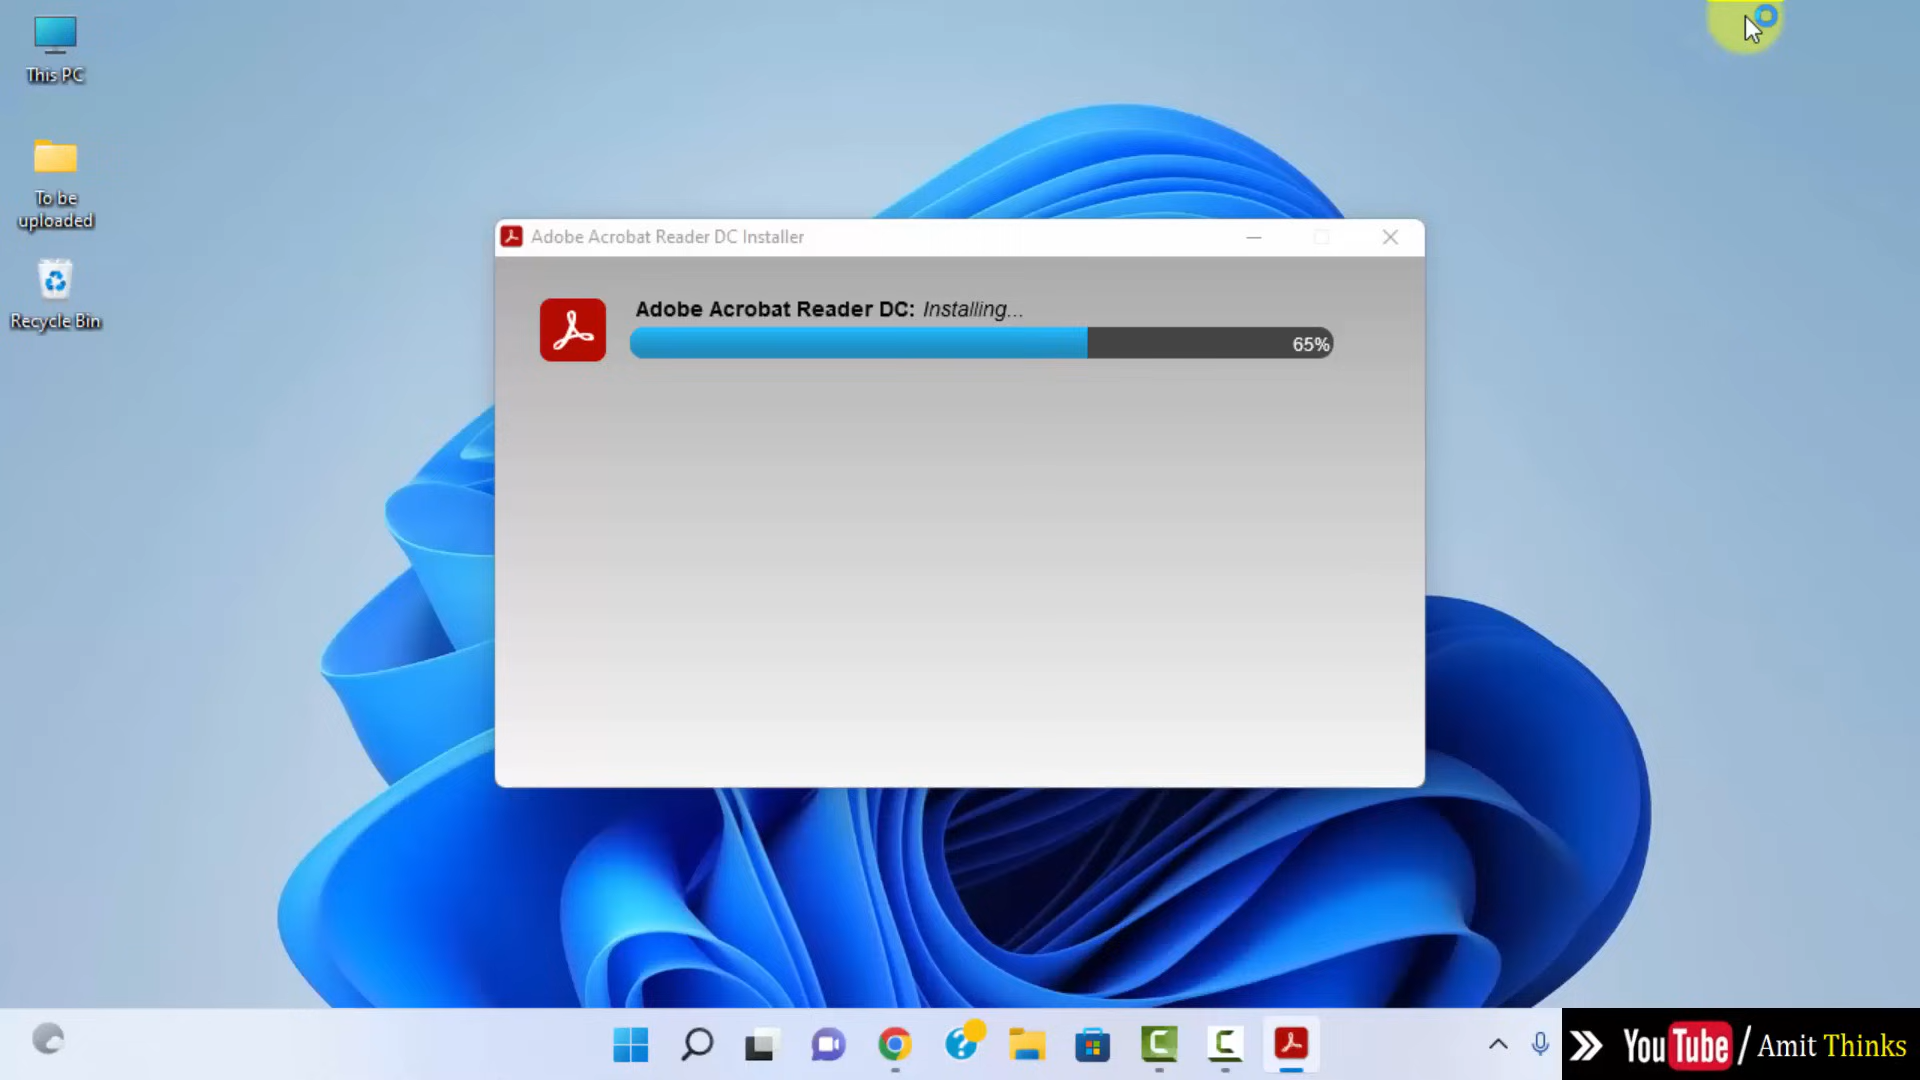 This PC
To be
uploaded
Recycle Bin
Adobe Acrobat Reader DC Installer
Adobe Acrobat Reader DC: Installing...
65%
YouTube / Amit Thinks